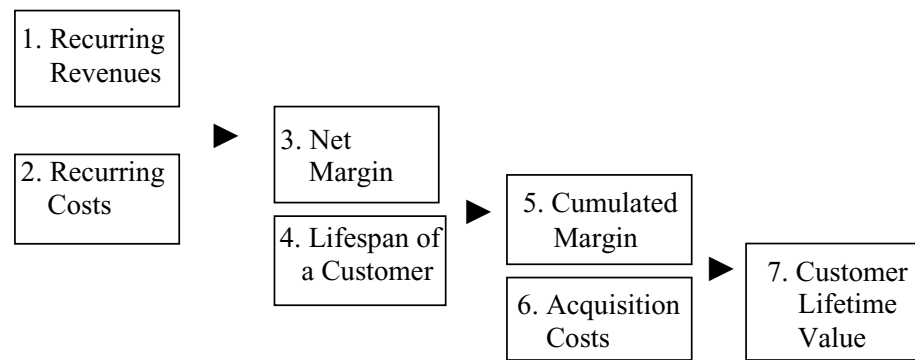 1. Recurring
Revenues
2. Recurring
Costs
3. Net
Margin
4. Lifespan of
a Customer
5. Cumulated
Margin
6. Acquisition
Costs
7. Customer
Lifetime
Value